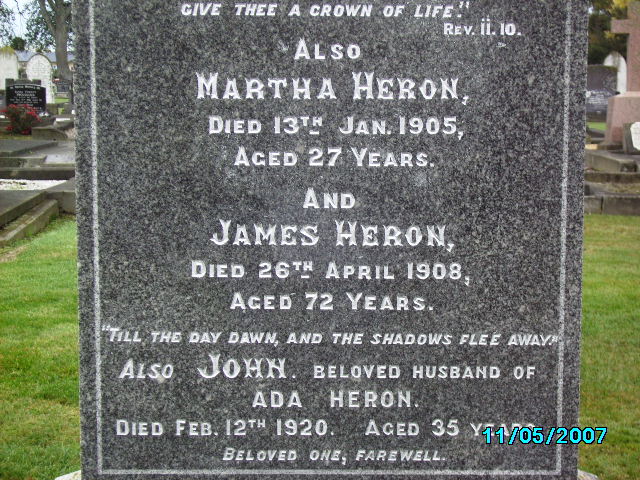 GIVE THEE A CROWN OF LIFE."
REV. ii. 10.
ALSO
MARTHA HERON,
DIED 13TH JAN. 1905,
AGED 27 YEARS.
AND
JAMES HERON,
DIED 26TH APRIL 1908,
AGED 72 YEARS.
"TILL THE DAY DAWN, AND THE SHADOWS FLEE AWAY."
ALSO JOHN. BELOVED HUSBAND OF
ADA HERON.
DIED FEB. 12TH 1920. AGED 35
11/05/2007
BELOVED ONE, FAREWELL.